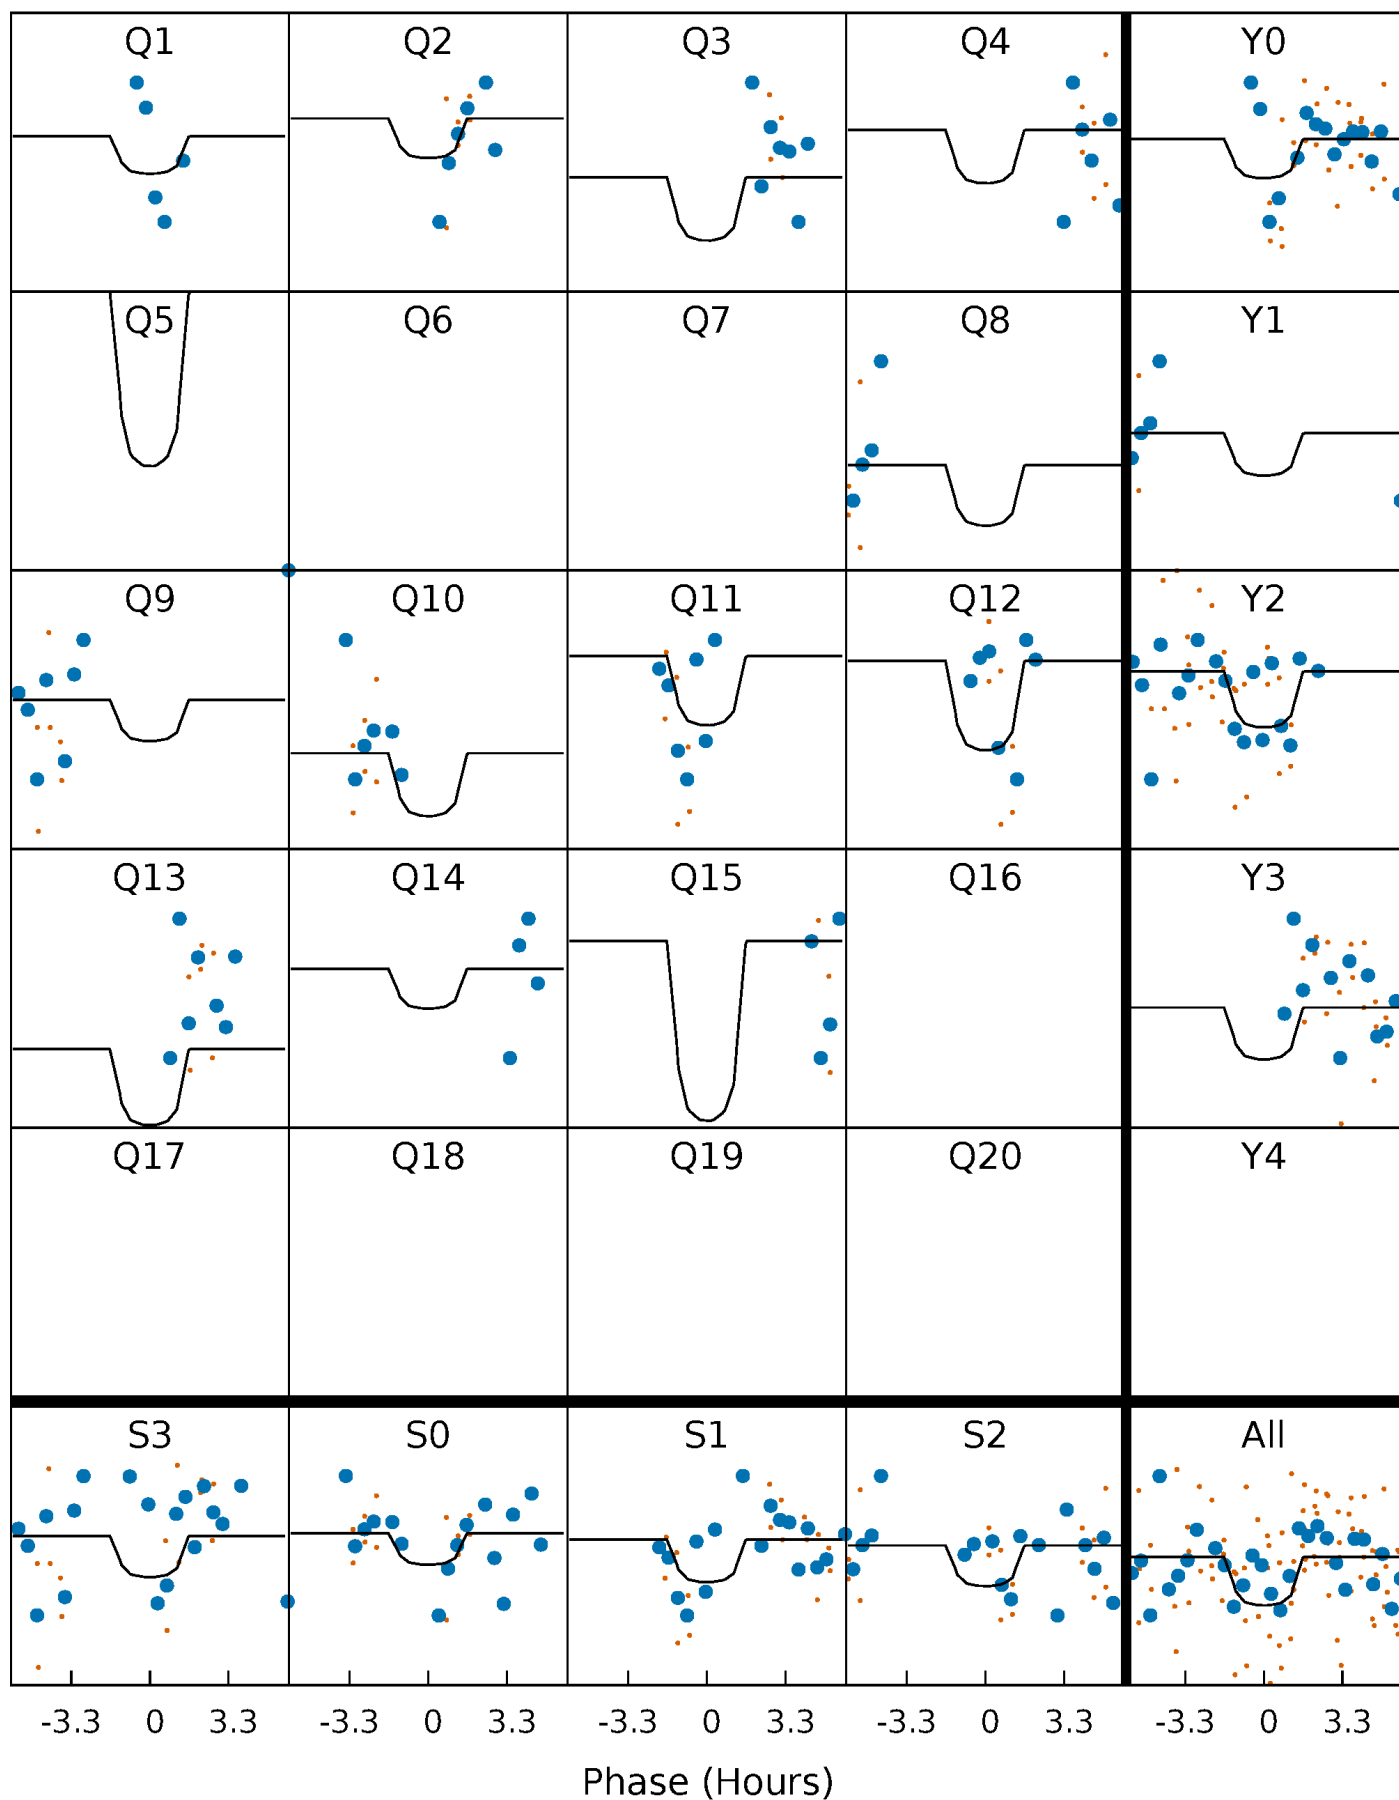 Q1 Q2 Q3 Q4 Y0
Q5 Q6 Q7 Q8 Y1
Q9 Q10 Q11 Q12 Y2
Q13 Q14 Q15 Q16 Y3
Q17 Q18 Q19 Q20 Y4
S3 S0 S1 S2 All
-3.3 0 3.3 -3.3 0 3.3 -3.3 0 3.3 -3.3 0 3.3 -3.3 0 3.3
Phase (Hours)